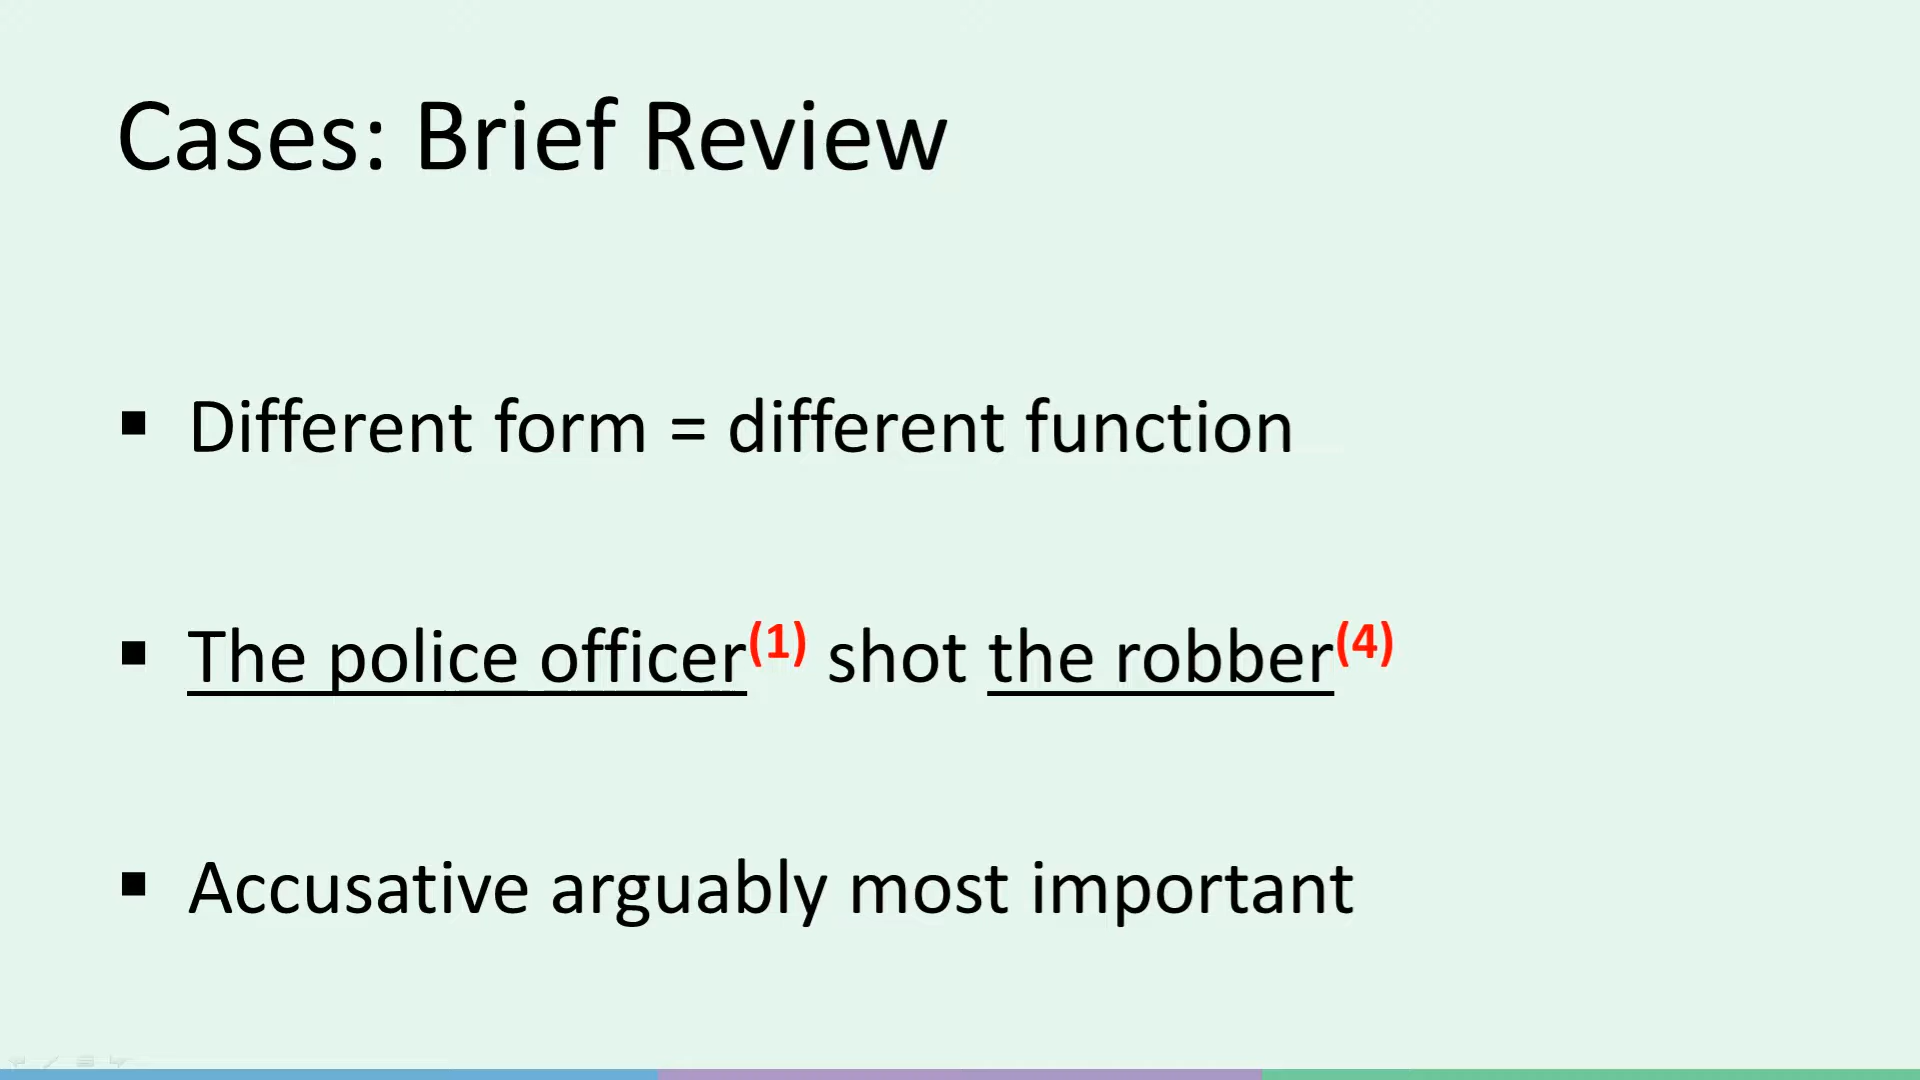 Cases: Brief Review
▪ Different form = different function
▪ The police officer(1) shot the robber(4)
▪ Accusative arguably most important